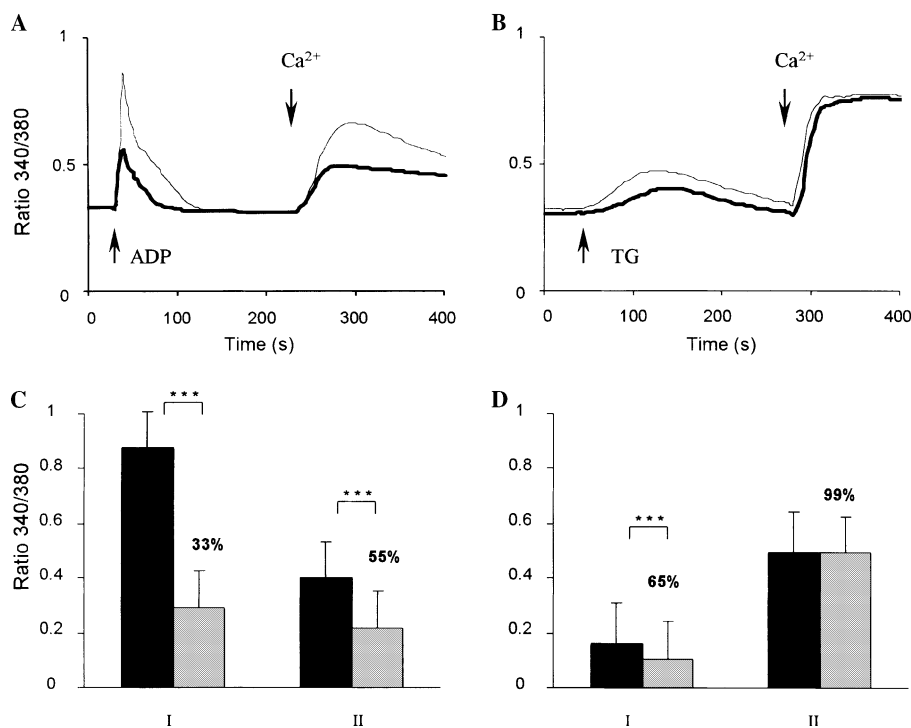 A
B
1
0.5
0
Ratio 340/380
Ca²⁺
ADP
0
100
200
300
400
Time (s)
1
0.5
0
Ca²⁺
TG
0
100
200
300
400
Time (s)
C
D
Ratio 340/380
1
0.8
0.6
0.4
0.2
0
***
33%
***
55%
I
II
1
0.8
0.6
0.4
0.2
0
***
65%
99%
I
II